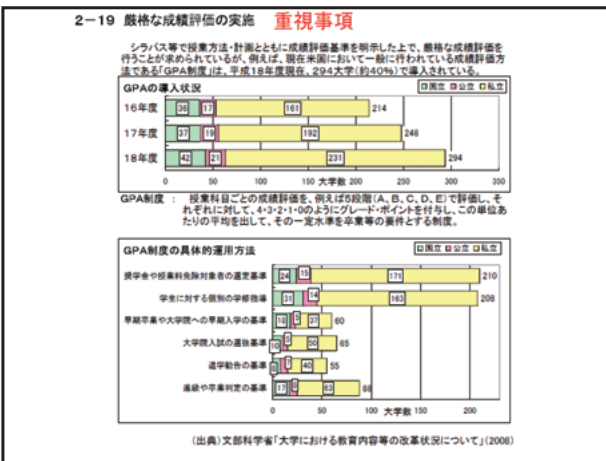 2－19 厳格な成績評価の実施 重視事項
シラバス等で授業方法・計画とともに成績評価基準を明示した上で、厳格な成績評価を
行うことが求められているが、例えば、現在米国において一般に行われている成績評価方
法である「GPA制度」は、平成18年度現在、294大学(約40%)で導入されている。
GPAの導入状況 国立 公立 私立
16年度 36 17 161 214
17年度 37 19 192 248
18年度 42 21 231 294
0 50 100 150 大学数 200 250 300 350
GPA制度 ： 授業科目ごとの成績評価を、例えば5段階(A、B、C、D、E)で評価し、そ
れぞれに対して、4・3・2・1・0のようにグレード・ポイントを付与し、この単位あ
たりの平均を出して、その一定水準を卒業等の要件とする制度。
GPA制度の具体的運用方法 国立 公立 私立
奨学金や授業料免除対象者の選定基準 24 15 171 210
学生に対する個別の学修指導 31 14 163 208
早期卒業や大学院への早期入学の基準 18 5 37 60
大学院入試の選抜基準 10 5 50 65
退学勧告の基準 8 7 40 55
進級や卒業判定の基準 17 8 63 88
0 50 100 大学数 150 200
(出典)文部科学省「大学における教育内容等の改革状況について」(2008)